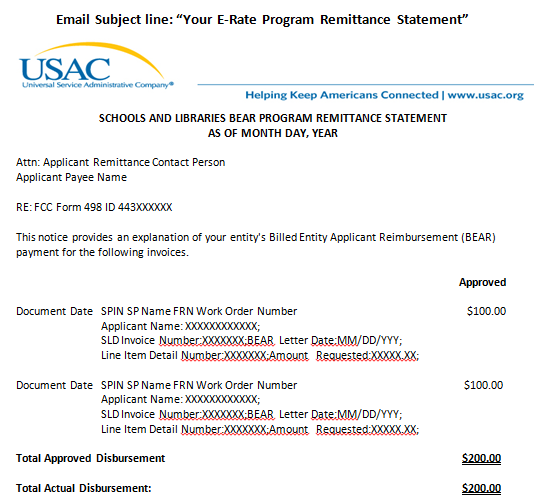 Email Subject line: “Your E-Rate Program Remittance Statement”
USAC
Universal Service Administrative Company®
Helping Keep Americans Connected | www.usac.org
SCHOOLS AND LIBRARIES BEAR PROGRAM REMITTANCE STATEMENT
AS OF MONTH DAY, YEAR
Attn: Applicant Remittance Contact Person
Applicant Payee Name
RE: FCC Form 498 ID 443XXXXXX
This notice provides an explanation of your entity's Billed Entity Applicant Reimbursement (BEAR)
payment for the following invoices.
Approved
Document Date SPIN SP Name FRN Work Order Number $100.00
Applicant Name: XXXXXXXXXXXX;
SLD Invoice Number:XXXXXXX;BEAR Letter Date:MM/DD/YYY;
Line Item Detail Number:XXXXXXX;Amount Requested:XXXXX.XX;
Document Date SPIN SP Name FRN Work Order Number $100.00
Applicant Name: XXXXXXXXXXXX;
SLD Invoice Number:XXXXXXX;BEAR Letter Date:MM/DD/YYY;
Line Item Detail Number:XXXXXXX;Amount Requested:XXXXX.XX;
Total Approved Disbursement $200.00
Total Actual Disbursement: $200.00